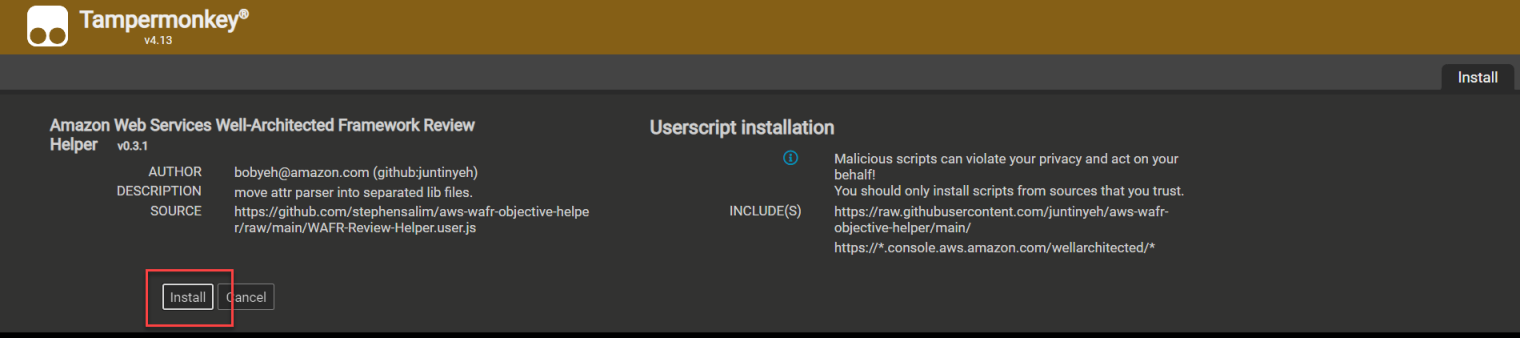 Tampermonkey®
v4.13
Install
Amazon Web Services Well-Architected Framework Review
Helper v0.3.1
AUTHOR bobyeh@amazon.com (github:juntinyeh)
DESCRIPTION move attr parser into separated lib files.
SOURCE https://github.com/stephensalim/aws-wafr-objective-helpe
r/raw/main/WAFR-Review-Helper.user.js
Install Cancel
Userscript installation
Malicious scripts can violate your privacy and act on your
behalf!
You should only install scripts from sources that you trust.
INCLUDE(S) https://raw.githubusercontent.com/juntinyeh/aws-wafr-
objective-helper/main/
https://*.console.aws.amazon.com/wellarchitected/*